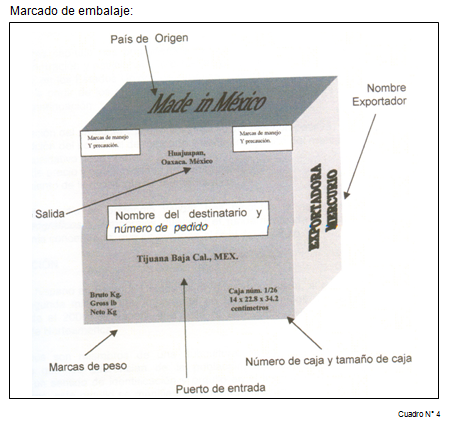 Marcado de embalaje:
País de Origen
Nombre
Exportador
Made in México
Marcas de manejo
Y precaución.
Marcas de manejo
Y precaución.
Huajuapan,
Oaxaca. México
EXPORTADORA
MERCURIO
Salida
Nombre del destinatario y
número de pedido
Tijuana Baja Cal., MEX.
Bruto Kg.
Gross lb
Neto Kg
Caja núm. 1/26
14 x 22.8 x 34.2
centímetros
Marcas de peso
Número de caja y tamaño de caja
Puerto de entrada
Cuadro N° 4